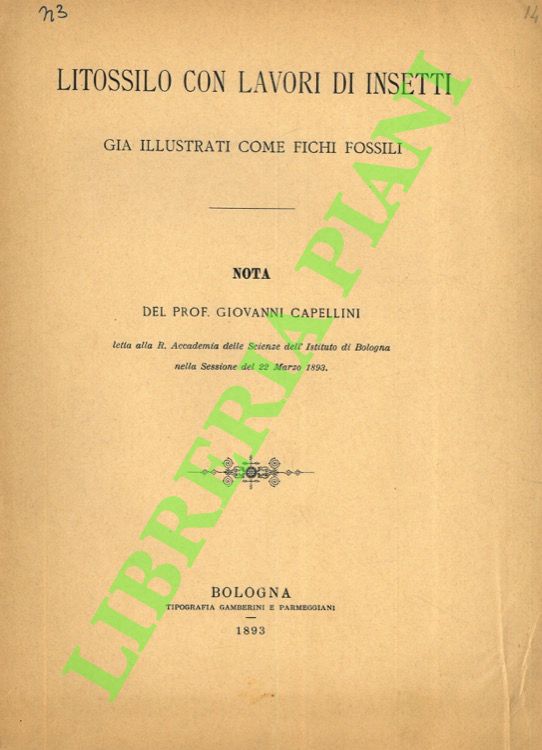 n3
14
LITOSSILO CON LAVORI DI INSETTI
GIA ILLUSTRATI COME FICHI FOSSILI
NOTA
DEL PROF. GIOVANNI CAPELLINI
letta alla R. Accademia delle Scienze dell' Istituto di Bologna
nella Sessione del 22 Marzo 1893.
BOLOGNA
TIPOGRAFIA GAMBERINI E PARMEGGIANI
1893
LIBRERIA PIANI